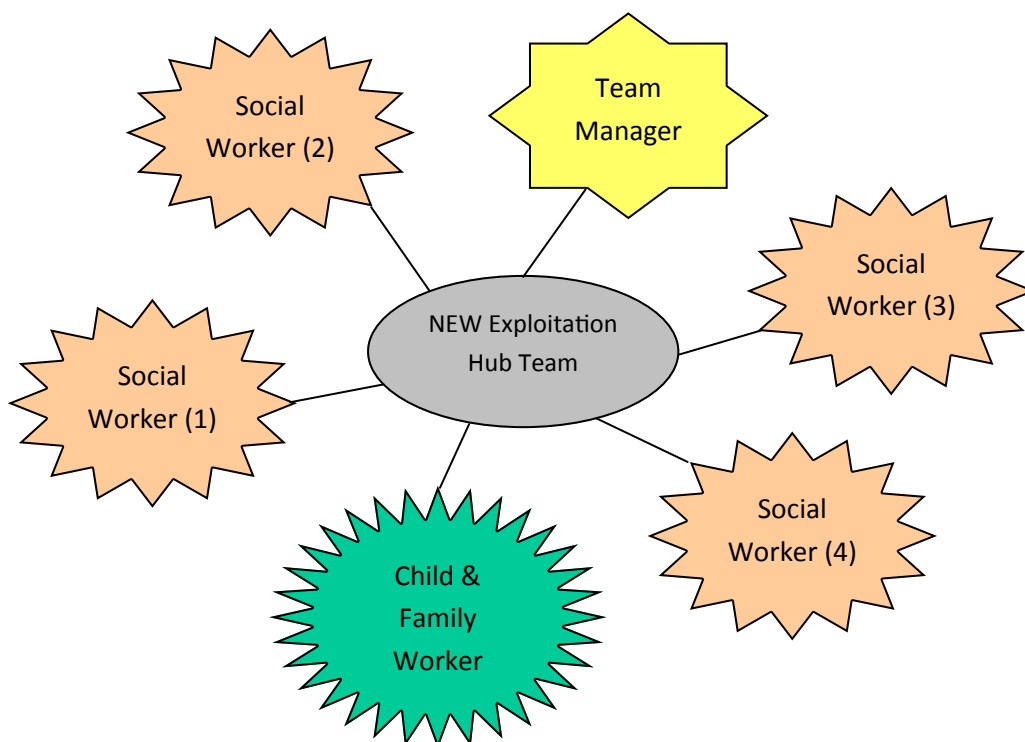 Social
Worker (2)
Team
Manager
Social
Worker (3)
NEW Exploitation
Hub Team
Social
Worker (1)
Social
Worker (4)
Child &
Family
Worker